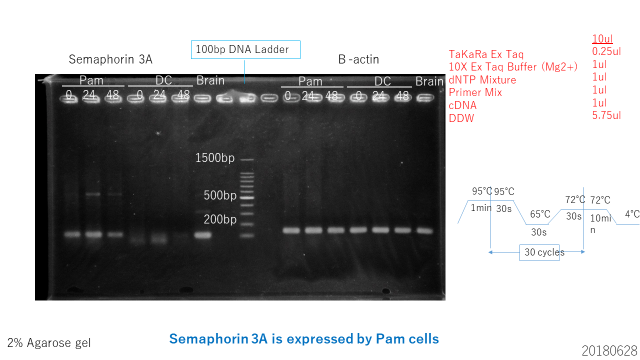 100bp DNA Ladder
Semaphorin 3A
B-actin
Pam DC Brain Pam DC Brain
0 24 48 0 24 48 0 24 48 0 24 48
1500bp
500bp
200bp
10ul
TaKaRa Ex Taq 0.25ul
10X Ex Taq Buffer (Mg2+) 1ul
dNTP Mixture 1ul
Primer Mix 1ul
cDNA 1ul
DDW 5.75ul
95°C 95°C 72°C 72°C
1min 30s 65°C 30s 10mi
n 4°C
30s
30 cycles
2% Agarose gel
Semaphorin 3A is expressed by Pam cells
20180628